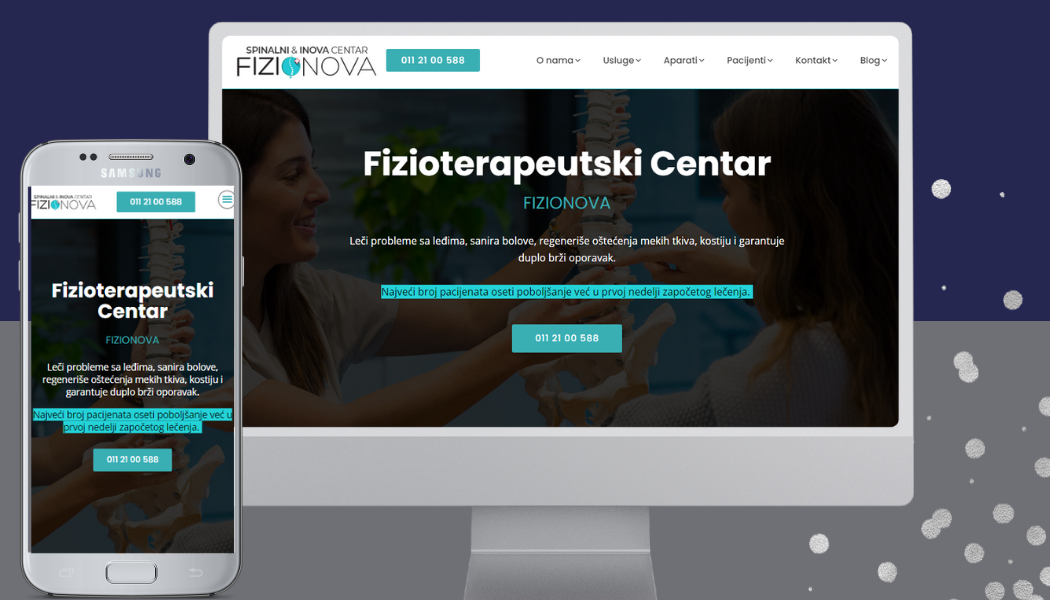 SPINALNI & INOVA CENTAR
FIZIONOVA
011 21 00 588
O nama
Usluge
Aparati
Pacijenti
Kontakt
Blog
Fizioterapeutski Centar
FIZIONOVA
Leči probleme sa leđima, sanira bolove, regeneriše oštećenja mekih tkiva, kostiju i garantuje
duplo brži oporavak.
Najveći broj pacijenata oseti poboljšanje već u prvoj nedelji započetog lečenja.
011 21 00 588
SAMSUNG
SPINALNI & INOVA CENTAR
FIZIONOVA
011 21 00 588
Fizioterapeutski
Centar
FIZIONOVA
Leči probleme sa leđima, sanira bolove,
regeneriše oštećenja mekih tkiva, kostiju i
garantuje duplo brži oporavak.
Najveći broj pacijenata oseti poboljšanje već u
prvoj nedelji započetog lečenja.
011 21 00 588